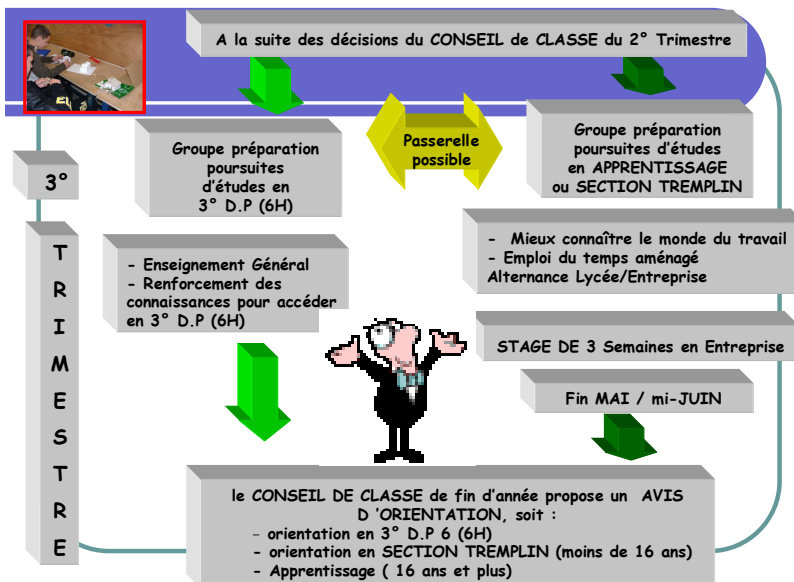 A la suite des décisions du CONSEIL de CLASSE du 2° Trimestre
Groupe préparation
poursuites
d'études en
3° D.P (6H)
Passerelle
possible
Groupe préparation
poursuites d'études
en APPRENTISSAGE
ou SECTION TREMPLIN
3°
T
R
I
M
E
S
T
R
E
- Enseignement Général
- Renforcement des
connaissances pour accéder
en 3° D.P (6H)
- Mieux connaître le monde du travail
- Emploi du temps aménagé
Alternance Lycée/Entreprise
STAGE DE 3 Semaines en Entreprise
Fin MAI / mi-JUIN
le CONSEIL DE CLASSE de fin d'année propose un AVIS
D 'ORIENTATION, soit :
- orientation en 3° D.P 6 (6H)
- orientation en SECTION TREMPLIN (moins de 16 ans)
- Apprentissage ( 16 ans et plus)